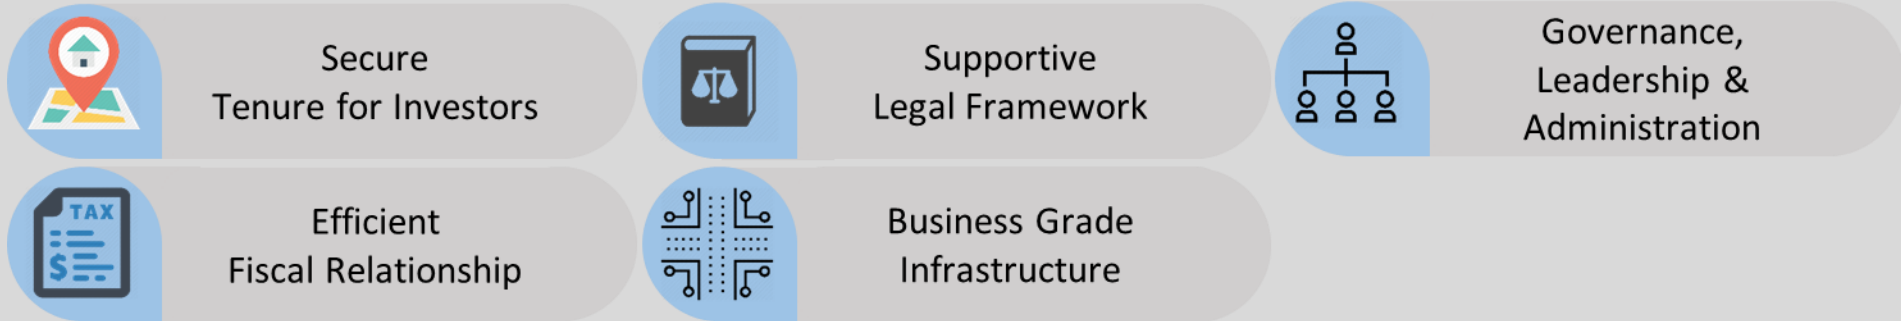 Secure
Tenure for Investors
Supportive
Legal Framework
Governance,
Leadership &
Administration
TAX
$
Efficient
Fiscal Relationship
Business Grade
Infrastructure